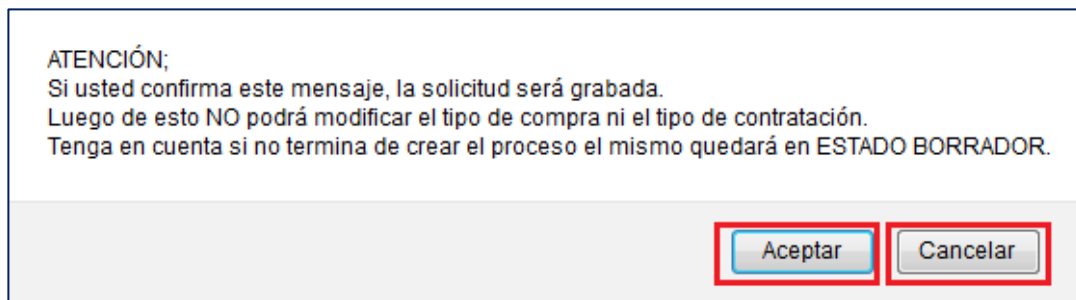 ATENCIÓN;
Si usted confirma este mensaje, la solicitud será grabada.
Luego de esto NO podrá modificar el tipo de compra ni el tipo de contratación.
Tenga en cuenta si no termina de crear el proceso el mismo quedará en ESTADO BORRADOR.
Aceptar Cancelar